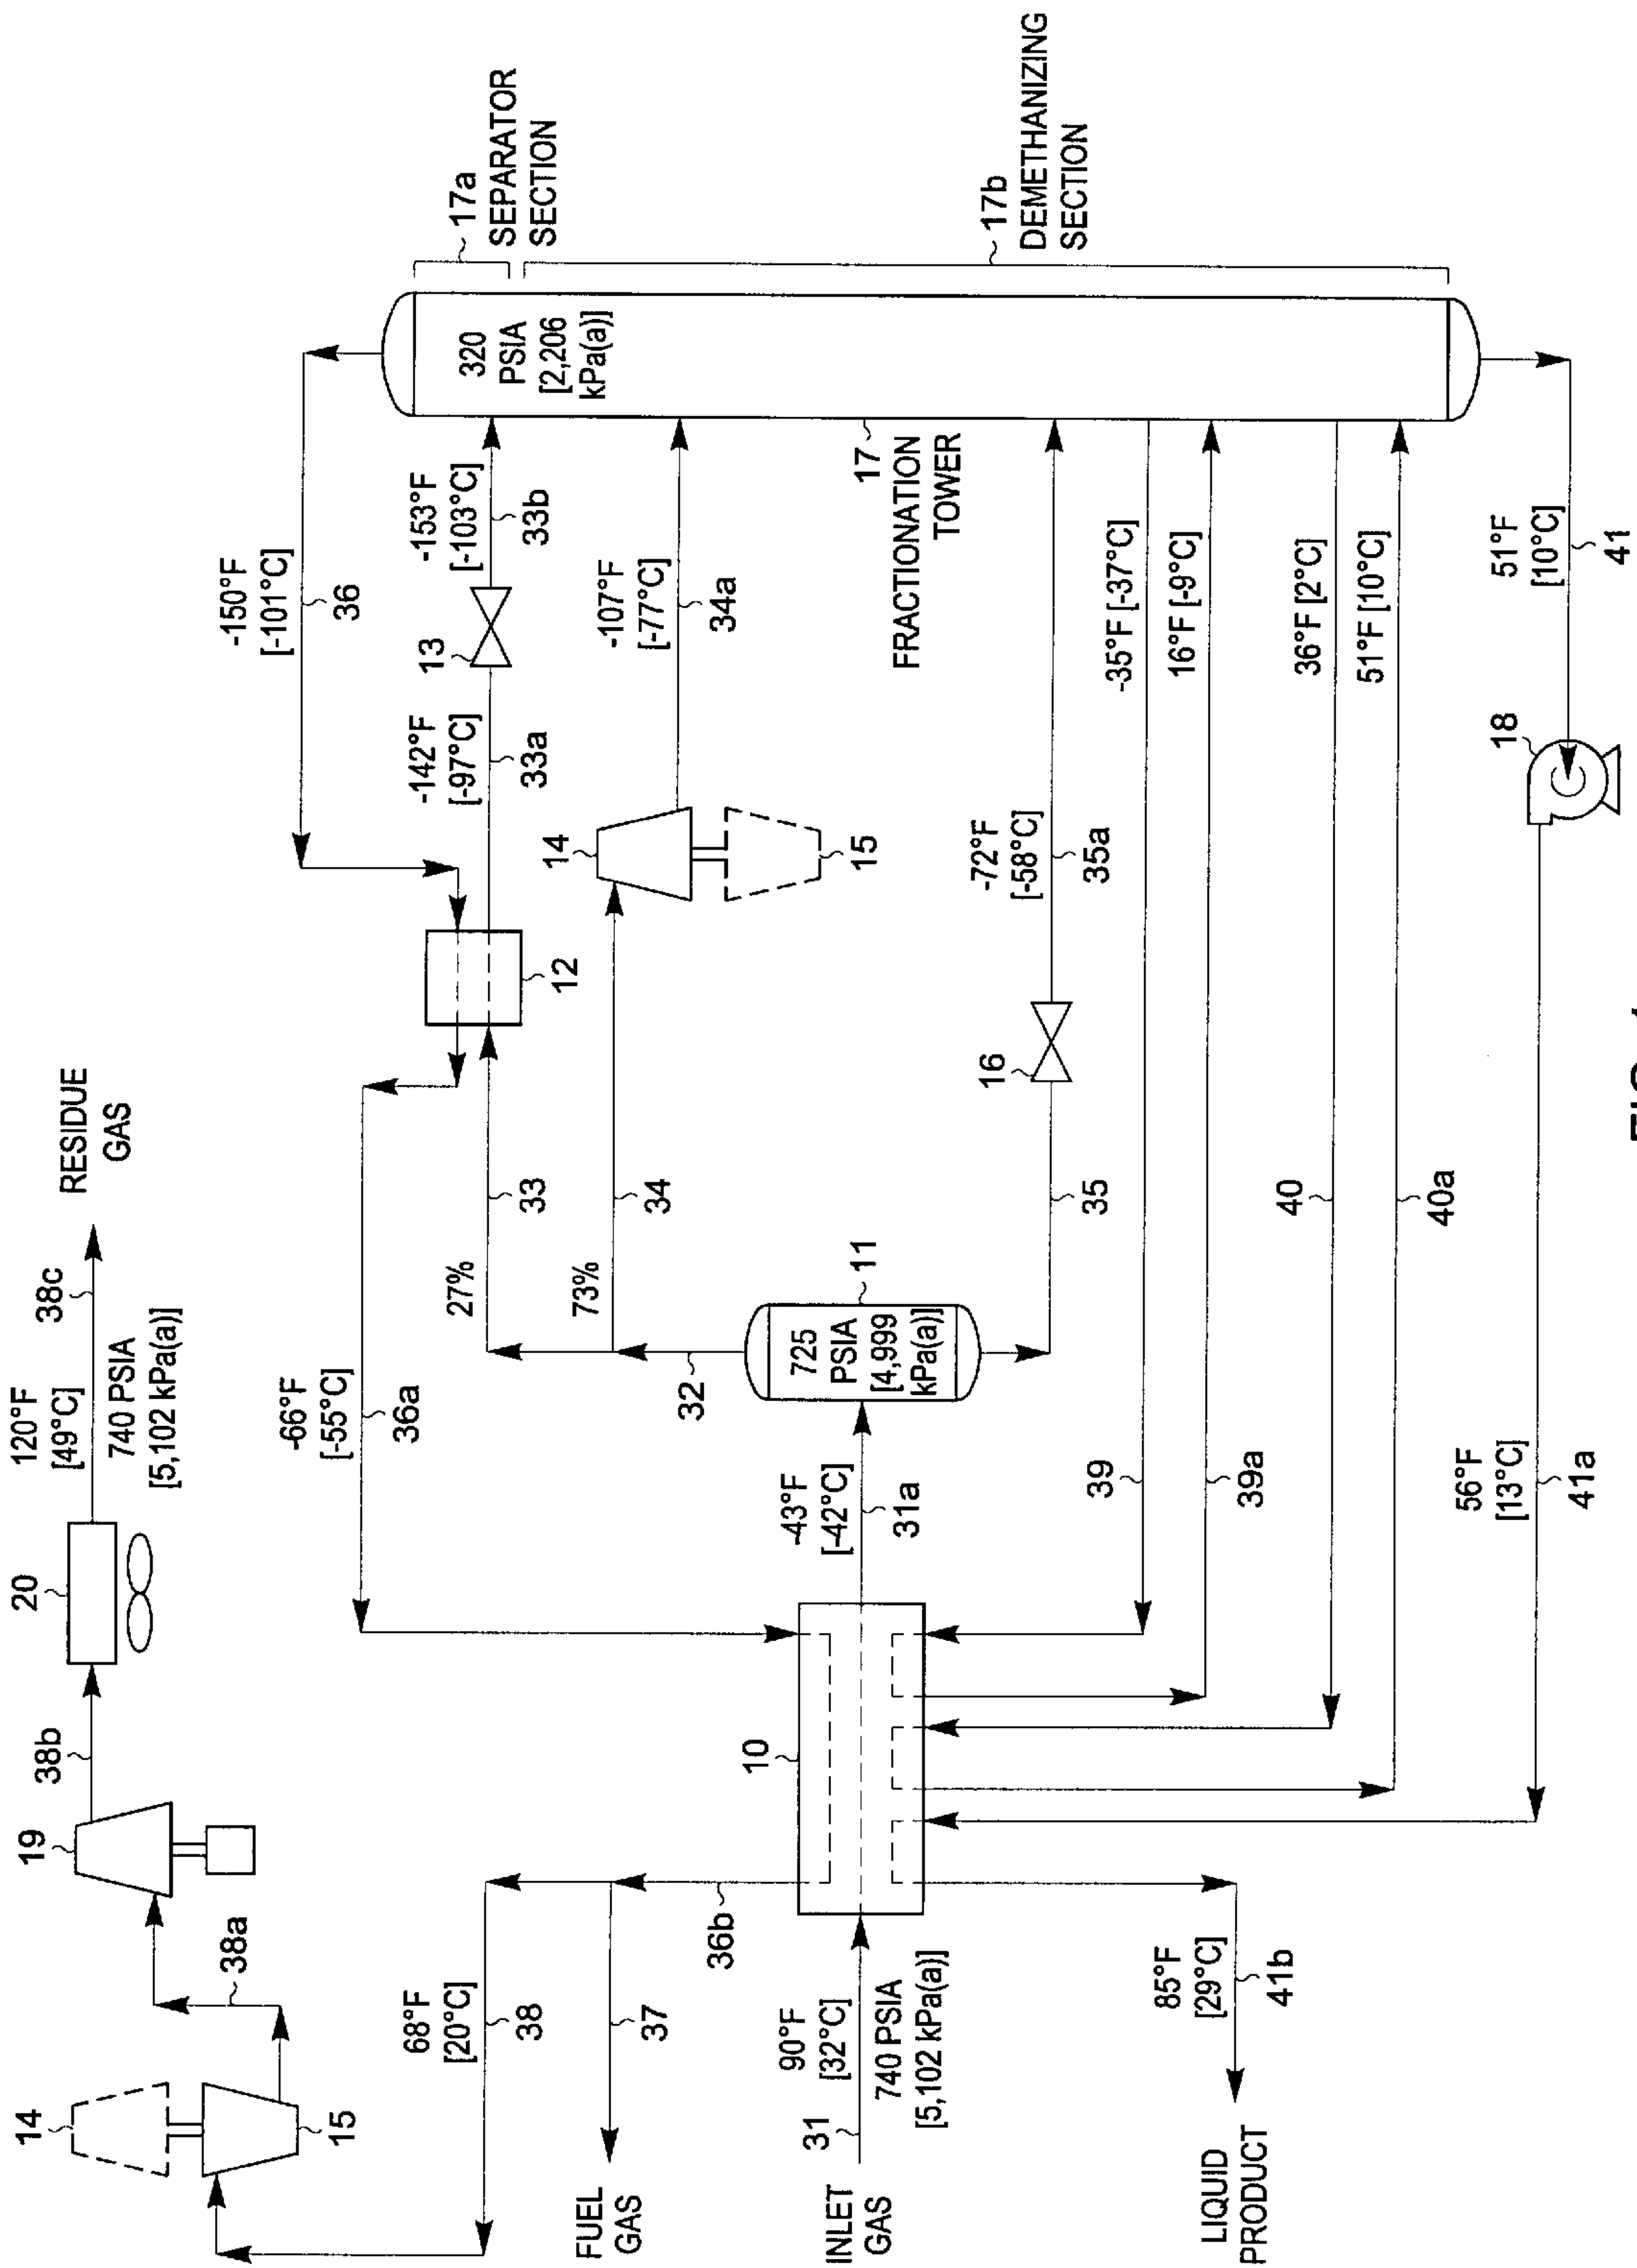 RESIDUE
GAS
38c
120°F
[49°C]
740 PSIA
[5,102 kPa(a)]
20
38b
19
38a
14
15
68°F
[20°C]
38
FUEL
GAS
37
36b
-66°F
[-55°C]
36a
-150°F
[-101°C]
36
12
27%
33
-142°F
[-97°C]
33a
13
-153°F
[-103°C]
33b
17a
SEPARATOR
SECTION
320
PSIA
[2,206
kPa(a)]
73%
34
14
15
-107°F
[-77°C]
34a
32
725
PSIA
[4,999
kPa(a)]
11
17
FRACTIONATION
TOWER
17b
DEMETHANIZING
SECTION
INLET
GAS
31
90°F
[32°C]
740 PSIA
[5,102 kPa(a)]
10
-43°F
[-42°C]
31a
35
16
-72°F
[-58°C]
35a
39
-35°F [-37°C]
39a
16°F [-9°C]
40
36°F [2°C]
40a
51°F [10°C]
LIQUID
PRODUCT
85°F
[29°C]
41b
56°F
[13°C]
41a
18
51°F
[10°C]
41